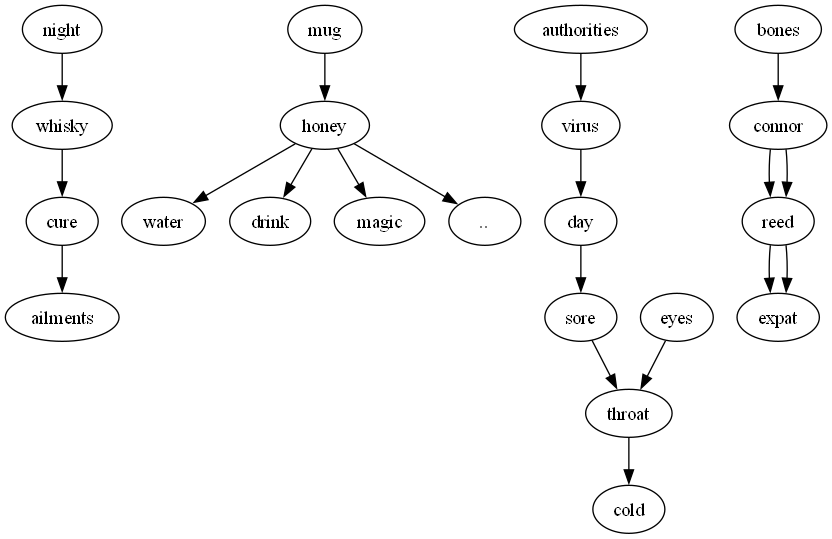 night mug authorities bones
whisky honey virus connor
cure water drink magic .. day reed
ailments sore eyes expat
throat
cold